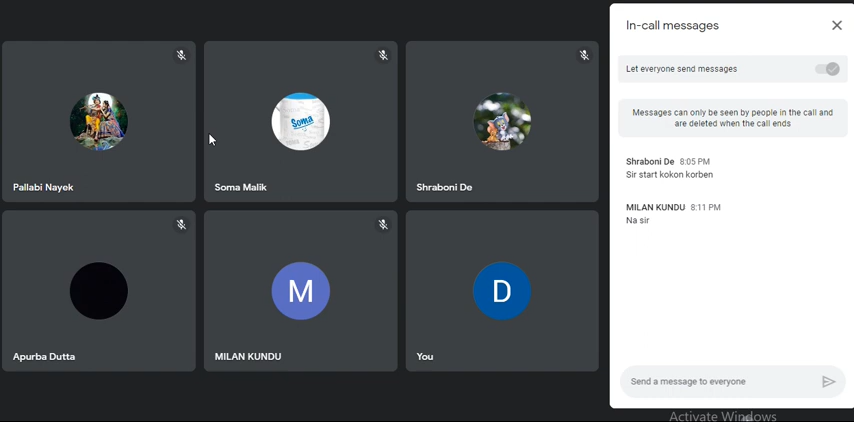 In-call messages
Let everyone send messages
Messages can only be seen by people in the call and
are deleted when the call ends
Shraboni De 8:05 PM
Sir start kokon korben
MILAN KUNDU 8:11 PM
Na sir
Send a message to everyone
Soma
Pallabi Nayek
Soma Malik
Shraboni De
M
D
Apurba Dutta
MILAN KUNDU
You
Activate Windows